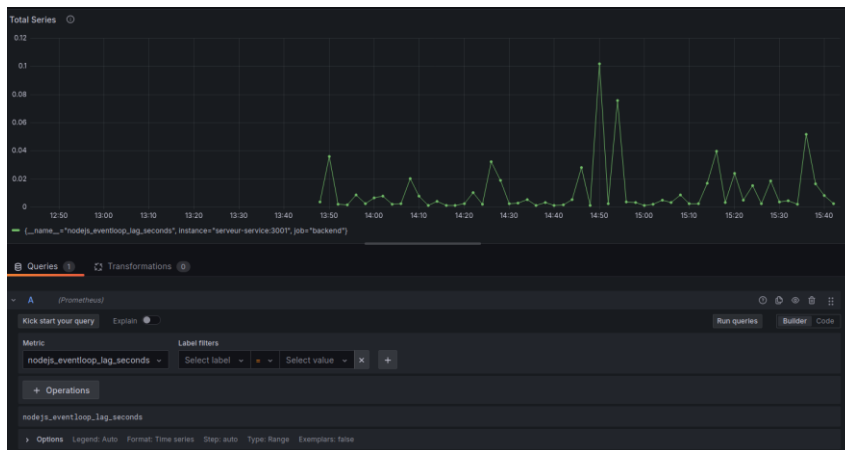 Total Series
0.12
0.1
0.08
0.06
0.04
0.02
0
12:50 13:00 13:10 13:20 13:30 13:40 13:50 14:00 14:10 14:20 14:30 14:40 14:50 15:00 15:10 15:20 15:30 15:40
{__name__="nodejs_eventloop_lag_seconds", instance="serveur-service:3001", job="backend"}
Queries 1 Transformations 0
A (Prometheus)
Kick start your query Explain Run queries Builder Code
Metric Label filters
nodejs_eventloop_lag_seconds Select label = Select value × +
+ Operations
nodejs_eventloop_lag_seconds
Options Legend: Auto Format: Time series Step: auto Type: Range Exemplars: false